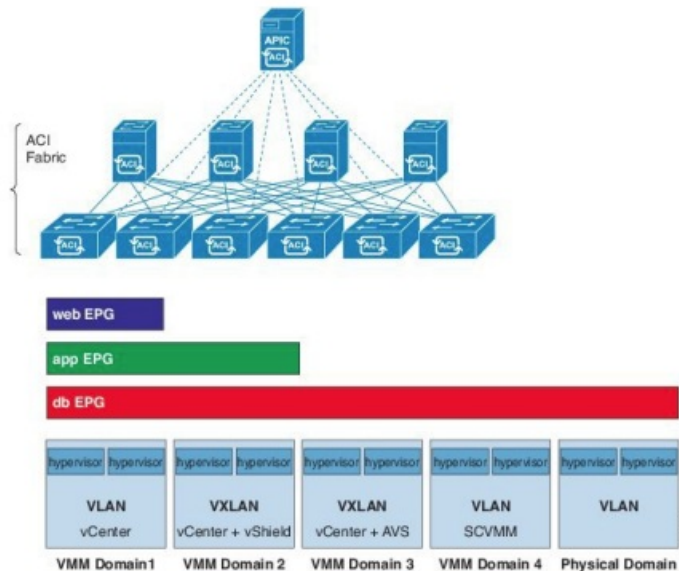 APIC
ACI
ACI
Fabric
ACI ACI ACI ACI
ACI ACI ACI ACI ACI ACI
web EPG
app EPG
db EPG
hypervisor hypervisor hypervisor hypervisor hypervisor hypervisor hypervisor hypervisor hypervisor hypervisor
VLAN VXLAN VXLAN VLAN VLAN
vCenter vCenter + vShield vCenter + AVS SCVMM
VMM Domain1 VMM Domain 2 VMM Domain 3 VMM Domain 4 Physical Domain